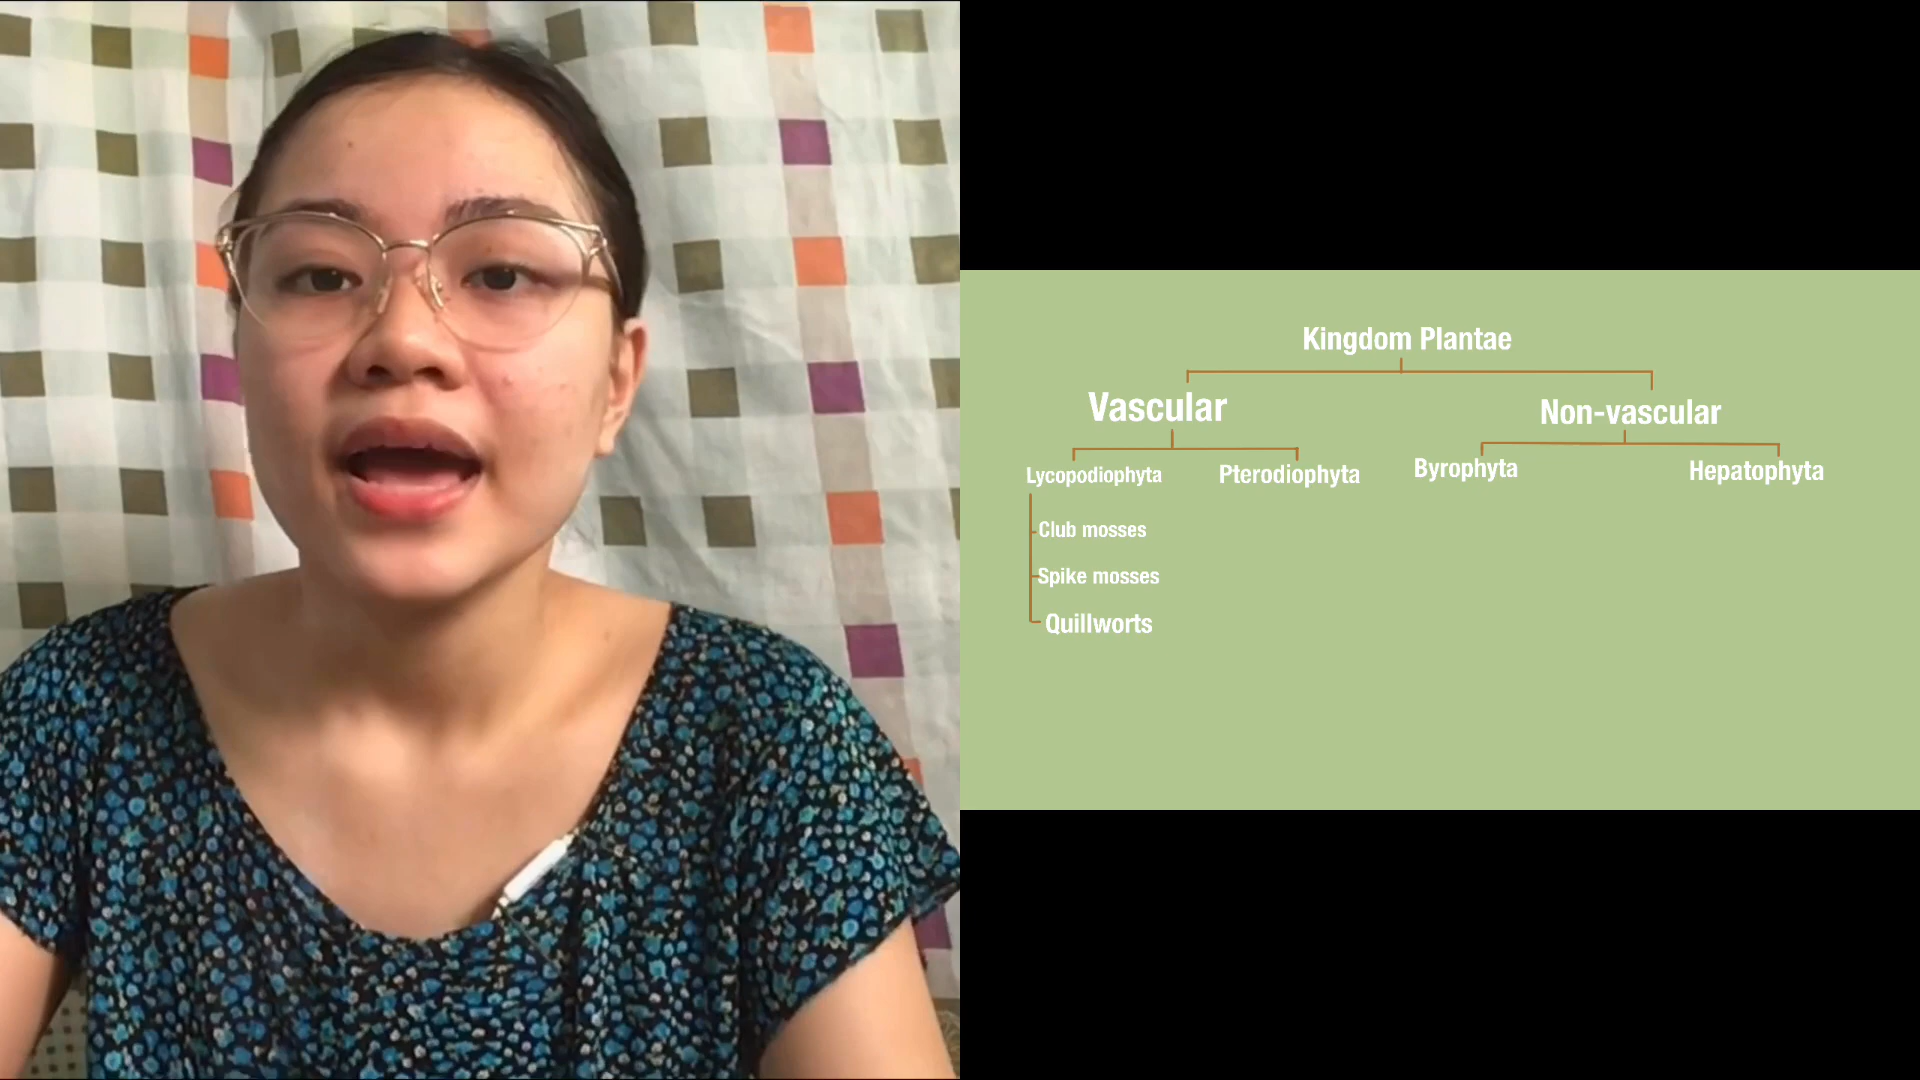 Kingdom Plantae
Vascular
Non-vascular
Lycopodiophyta
Pterodiophyta
Byrophyta
Hepatophyta
Club mosses
Spike mosses
Quillworts